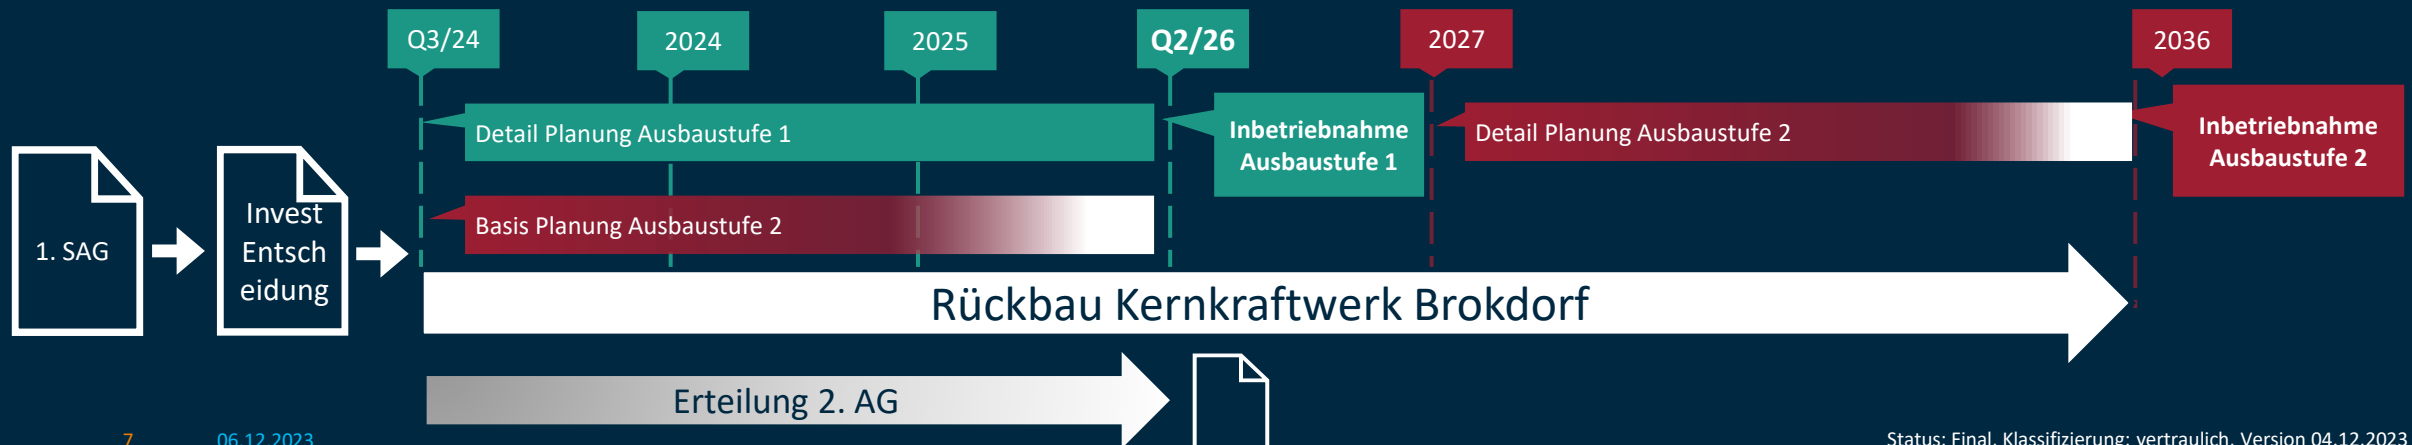 Q3/24
2024
2025
Q2/26
2027
2036
Detail Planung Ausbaustufe 1
Inbetriebnahme
Ausbaustufe 1
Detail Planung Ausbaustufe 2
Inbetriebnahme
Ausbaustufe 2
1. SAG
Invest
Entsch
eidung
Basis Planung Ausbaustufe 2
Rückbau Kernkraftwerk Brokdorf
Erteilung 2. AG
7
06.12.2023
Status: Final, Klassifizierung: vertraulich, Version 04.12.2023